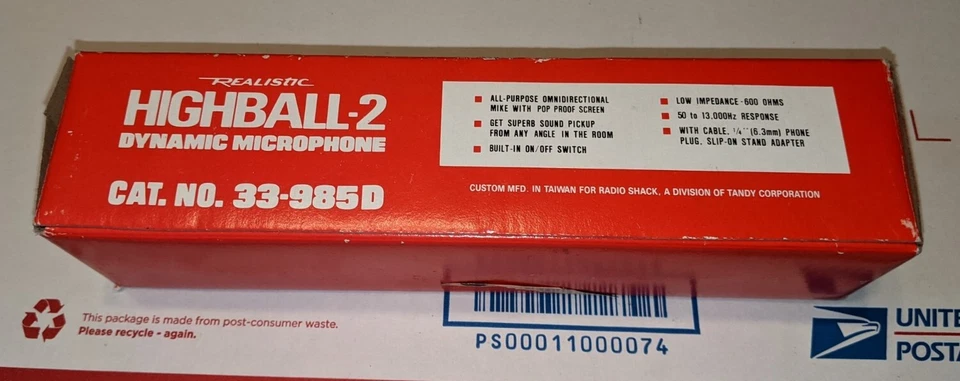 REALISTIC
HIGHBALL-2
DYNAMIC MICROPHONE
CAT. NO. 33-985D
ALL-PURPOSE OMNIDIRECTIONAL
MIKE WITH POP PROOF SCREEN
GET SUPERB SOUND PICKUP
FROM ANY ANGLE IN THE ROOM
BUILT-IN ON/OFF SWITCH
LOW IMPEDANCE-600 OHMS
50 to 13,000Hz RESPONSE
WITH CABLE, 1/4" (6.3mm) PHONE
PLUG, SLIP-ON STAND ADAPTER
CUSTOM MFD. IN TAIWAN FOR RADIO SHACK, A DIVISION OF TANDY CORPORATION
This package is made from post-consumer waste.
Please recycle - again.
PS00011000074